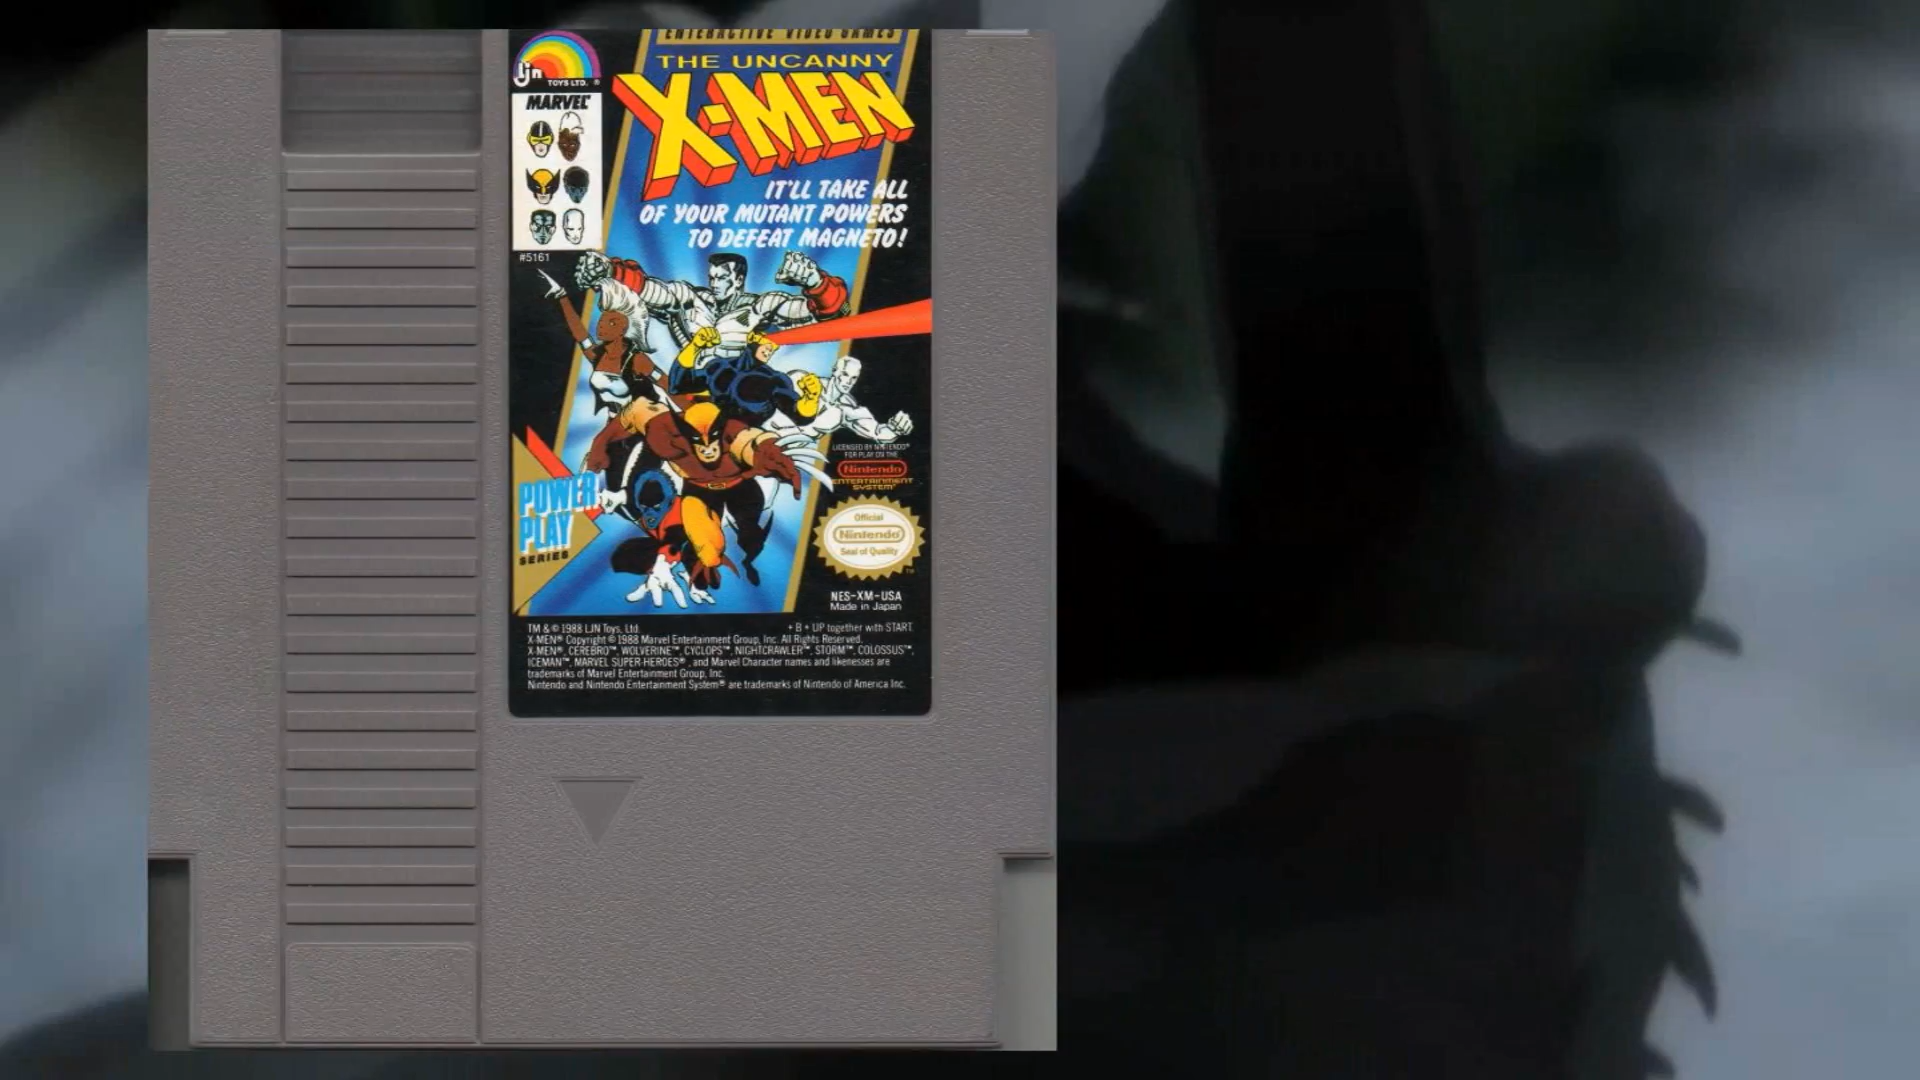 ENTERACTIVE VIDEO GAMES
THE UNCANNY
X-MEN
LJN
TOYS LTD. ®
MARVEL
IT'LL TAKE ALL
OF YOUR MUTANT POWERS
TO DEFEAT MAGNETO!
#5161
LICENSED BY NINTENDO®
FOR PLAY ON THE
Nintendo
ENTERTAINMENT
SYSTEM™
POWER
PLAY
SERIES
Official
Nintendo
Seal of Quality
TM
NES-XM-USA
Made in Japan
TM & © 1988 LJN Toys, Ltd.
+ B + UP together with START.
X-MEN® Copyright © 1988 Marvel Entertainment Group, Inc. All Rights Reserved.
X-MEN®, CEREBRO™, WOLVERINE™, CYCLOPS™, NIGHTCRAWLER™, STORM™, COLOSSUS™,
ICEMAN™, MARVEL SUPER-HEROES®, and Marvel Character names and likenesses are
trademarks of Marvel Entertainment Group, Inc.
Nintendo and Nintendo Entertainment System® are trademarks of Nintendo of America Inc.